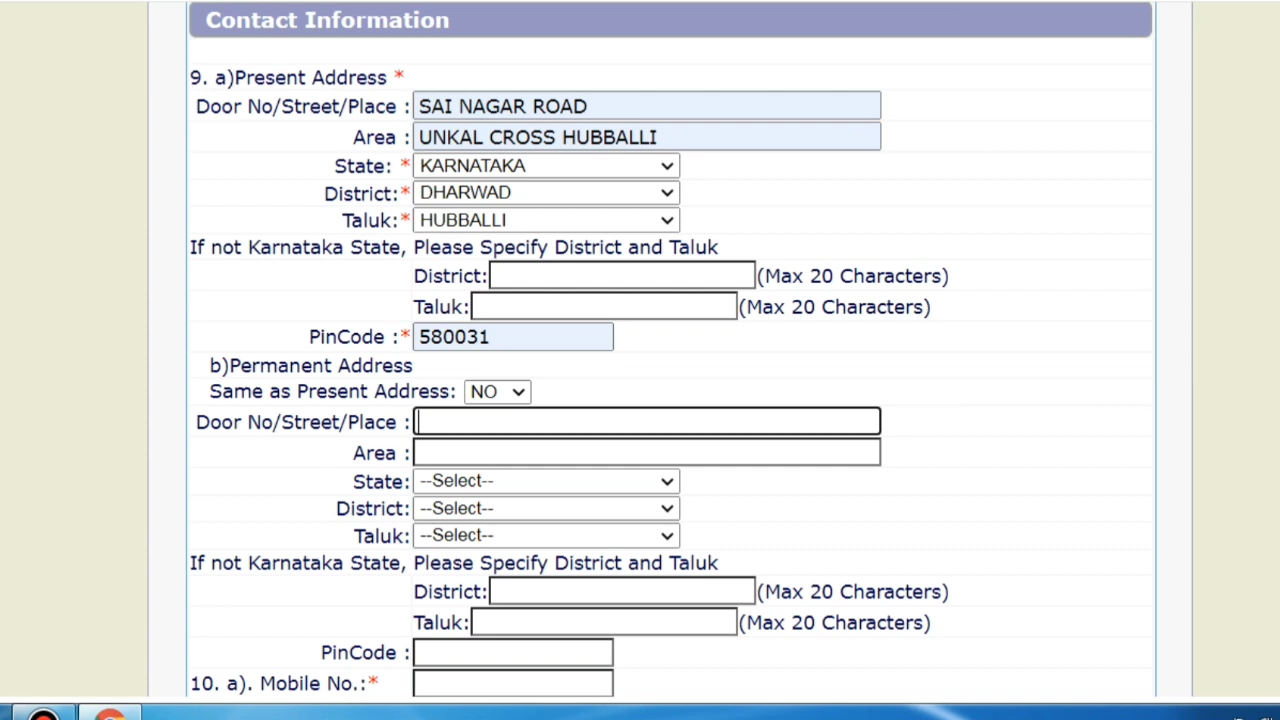 Contact Information
9. a)Present Address *
Door No/Street/Place : SAI NAGAR ROAD
Area : UNKAL CROSS HUBBALLI
State: * KARNATAKA
District:* DHARWAD
Taluk:* HUBBALLI
If not Karnataka State, Please Specify District and Taluk
District: (Max 20 Characters)
Taluk: (Max 20 Characters)
PinCode :* 580031
b)Permanent Address
Same as Present Address: NO
Door No/Street/Place :
Area :
State: --Select--
District: --Select--
Taluk: --Select--
If not Karnataka State, Please Specify District and Taluk
District: (Max 20 Characters)
Taluk: (Max 20 Characters)
PinCode :
10. a). Mobile No.:*